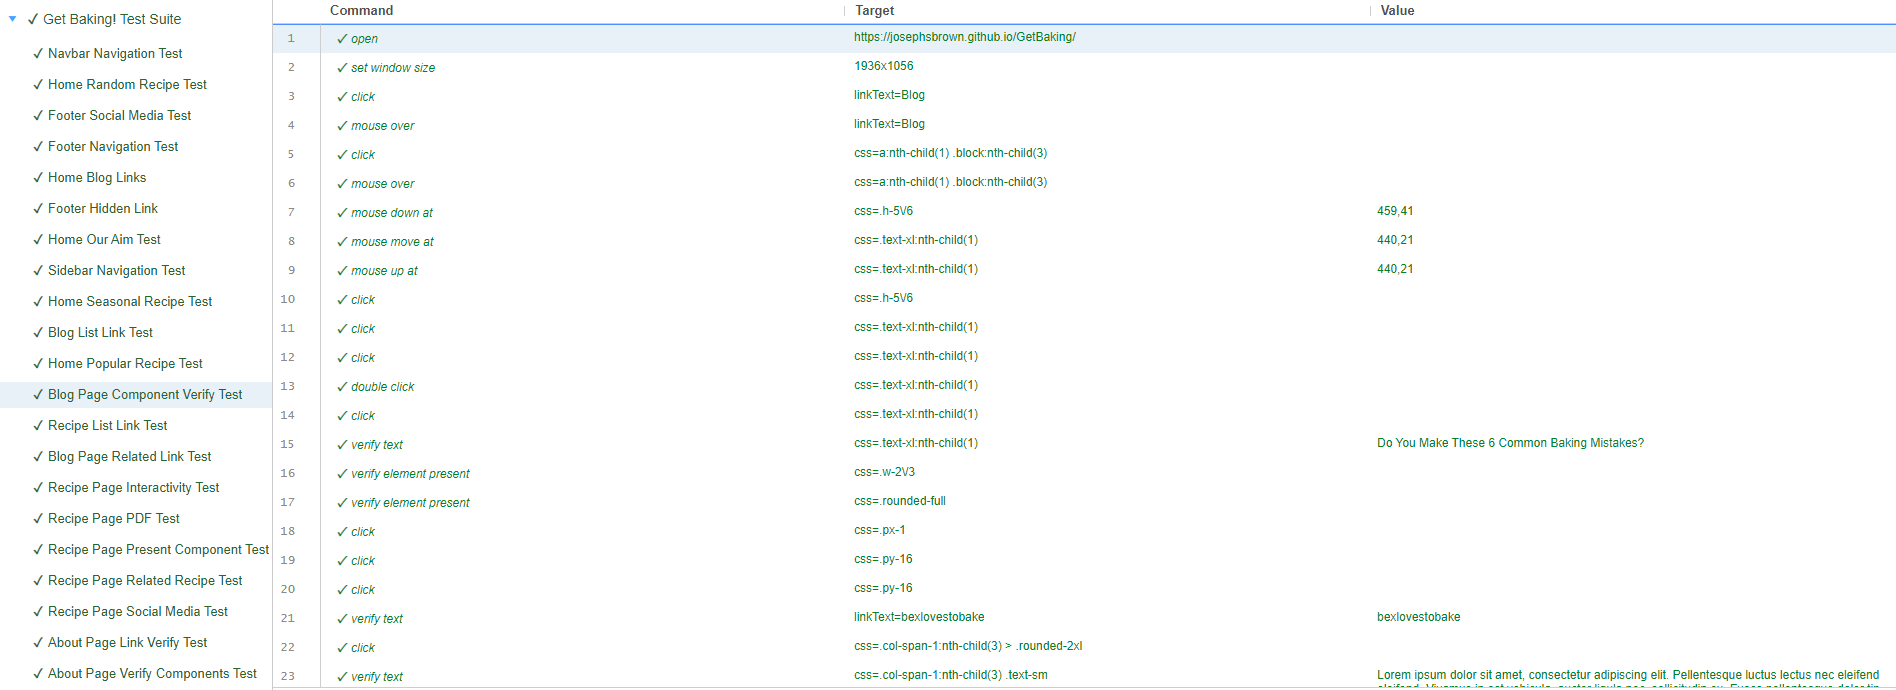 ✓ Get Baking! Test Suite
✓ Navbar Navigation Test
✓ Home Random Recipe Test
✓ Footer Social Media Test
✓ Footer Navigation Test
✓ Home Blog Links
✓ Footer Hidden Link
✓ Home Our Aim Test
✓ Sidebar Navigation Test
✓ Home Seasonal Recipe Test
✓ Blog List Link Test
✓ Home Popular Recipe Test
✓ Blog Page Component Verify Test
✓ Recipe List Link Test
✓ Blog Page Related Link Test
✓ Recipe Page Interactivity Test
✓ Recipe Page PDF Test
✓ Recipe Page Present Component Test
✓ Recipe Page Related Recipe Test
✓ Recipe Page Social Media Test
✓ About Page Link Verify Test
✓ About Page Verify Components Test
Command Target Value
1 ✓ open https://josephsbrown.github.io/GetBaking/
2 ✓ set window size 1936x1056
3 ✓ click linkText=Blog
4 ✓ mouse over linkText=Blog
5 ✓ click css=a:nth-child(1) .block:nth-child(3)
6 ✓ mouse over css=a:nth-child(1) .block:nth-child(3)
7 ✓ mouse down at css=.h-5\/6 459,41
8 ✓ mouse move at css=.text-xl:nth-child(1) 440,21
9 ✓ mouse up at css=.text-xl:nth-child(1) 440,21
10 ✓ click css=.h-5\/6
11 ✓ click css=.text-xl:nth-child(1)
12 ✓ click css=.text-xl:nth-child(1)
13 ✓ double click css=.text-xl:nth-child(1)
14 ✓ click css=.text-xl:nth-child(1)
15 ✓ verify text css=.text-xl:nth-child(1) Do You Make These 6 Common Baking Mistakes?
16 ✓ verify element present css=.w-2\/3
17 ✓ verify element present css=.rounded-full
18 ✓ click css=.px-1
19 ✓ click css=.py-16
20 ✓ click css=.py-16
21 ✓ verify text linkText=bexlovestobake bexlovestobake
22 ✓ click css=.col-span-1:nth-child(3) > .rounded-2xl
23 ✓ verify text css=.col-span-1:nth-child(3) .text-sm Lorem ipsum dolor sit amet, consectetur adipiscing elit. Pellentesque luctus lectus nec eleifend